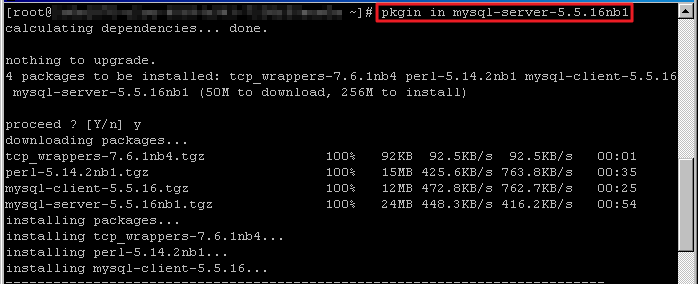 [root@ ~]# pkgin in mysql-server-5.5.16nb1
calculating dependencies... done.
nothing to upgrade.
4 packages to be installed: tcp_wrappers-7.6.1nb4 perl-5.14.2nb1 mysql-client-5.5.16
mysql-server-5.5.16nb1 (50M to download, 256M to install)
proceed ? [Y/n] y
downloading packages...
tcp_wrappers-7.6.1nb4.tgz 100% 92KB 92.5KB/s 92.5KB/s 00:01
perl-5.14.2nb1.tgz 100% 15MB 425.6KB/s 763.8KB/s 00:35
mysql-client-5.5.16.tgz 100% 12MB 472.8KB/s 762.7KB/s 00:25
mysql-server-5.5.16nb1.tgz 100% 24MB 448.3KB/s 416.2KB/s 00:54
installing packages...
installing tcp_wrappers-7.6.1nb4...
installing perl-5.14.2nb1...
installing mysql-client-5.5.16...